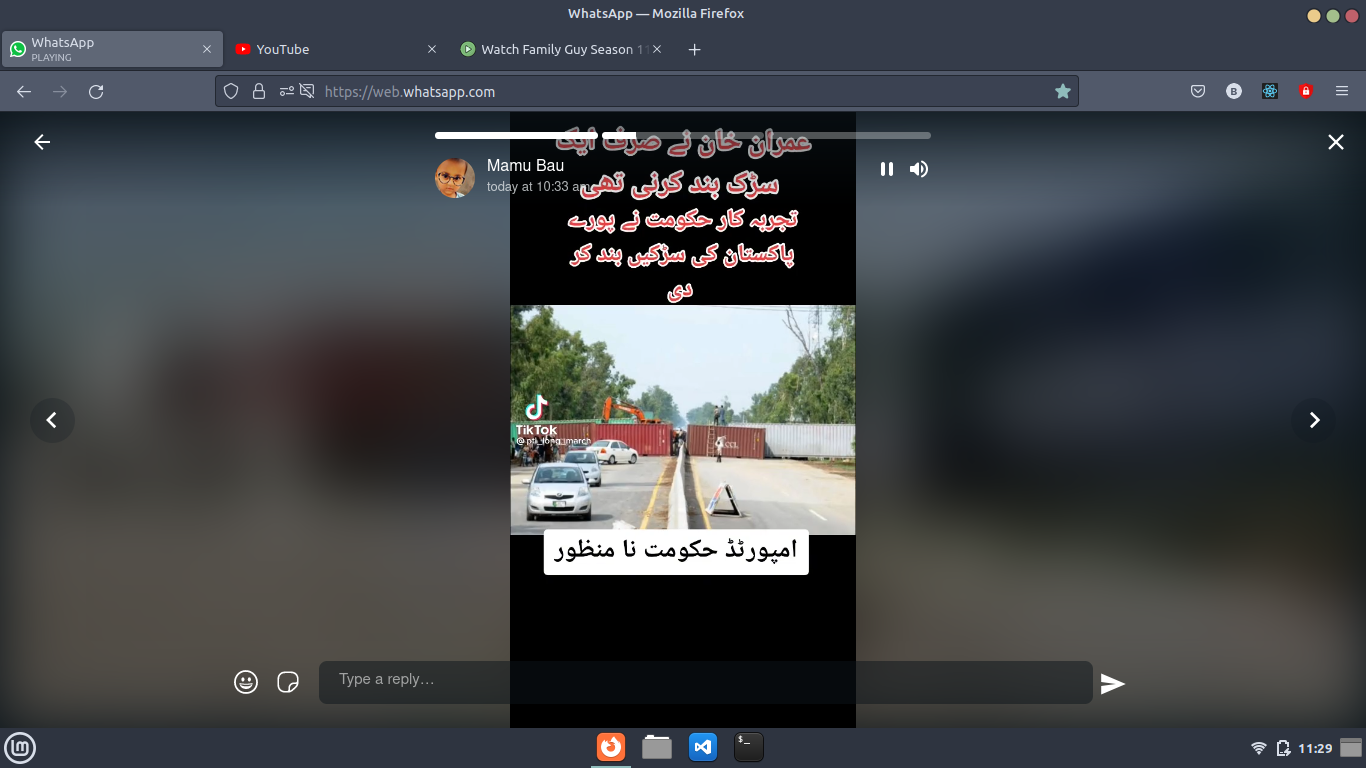 WhatsApp — Mozilla Firefox
WhatsApp
PLAYING
YouTube
Watch Family Guy Season 11
https://web.whatsapp.com
عمران خان نے صرف ایک
Mamu Bau
today at 10:33 am
سڑک بند کرنی تھی
تجربہ کار حکومت نے پورے
پاکستان کی سڑکیں بند کر
دی
TikTok
@pti_long_march
CCL
امپورٹڈ حکومت نا منظور
Type a reply…
11:29